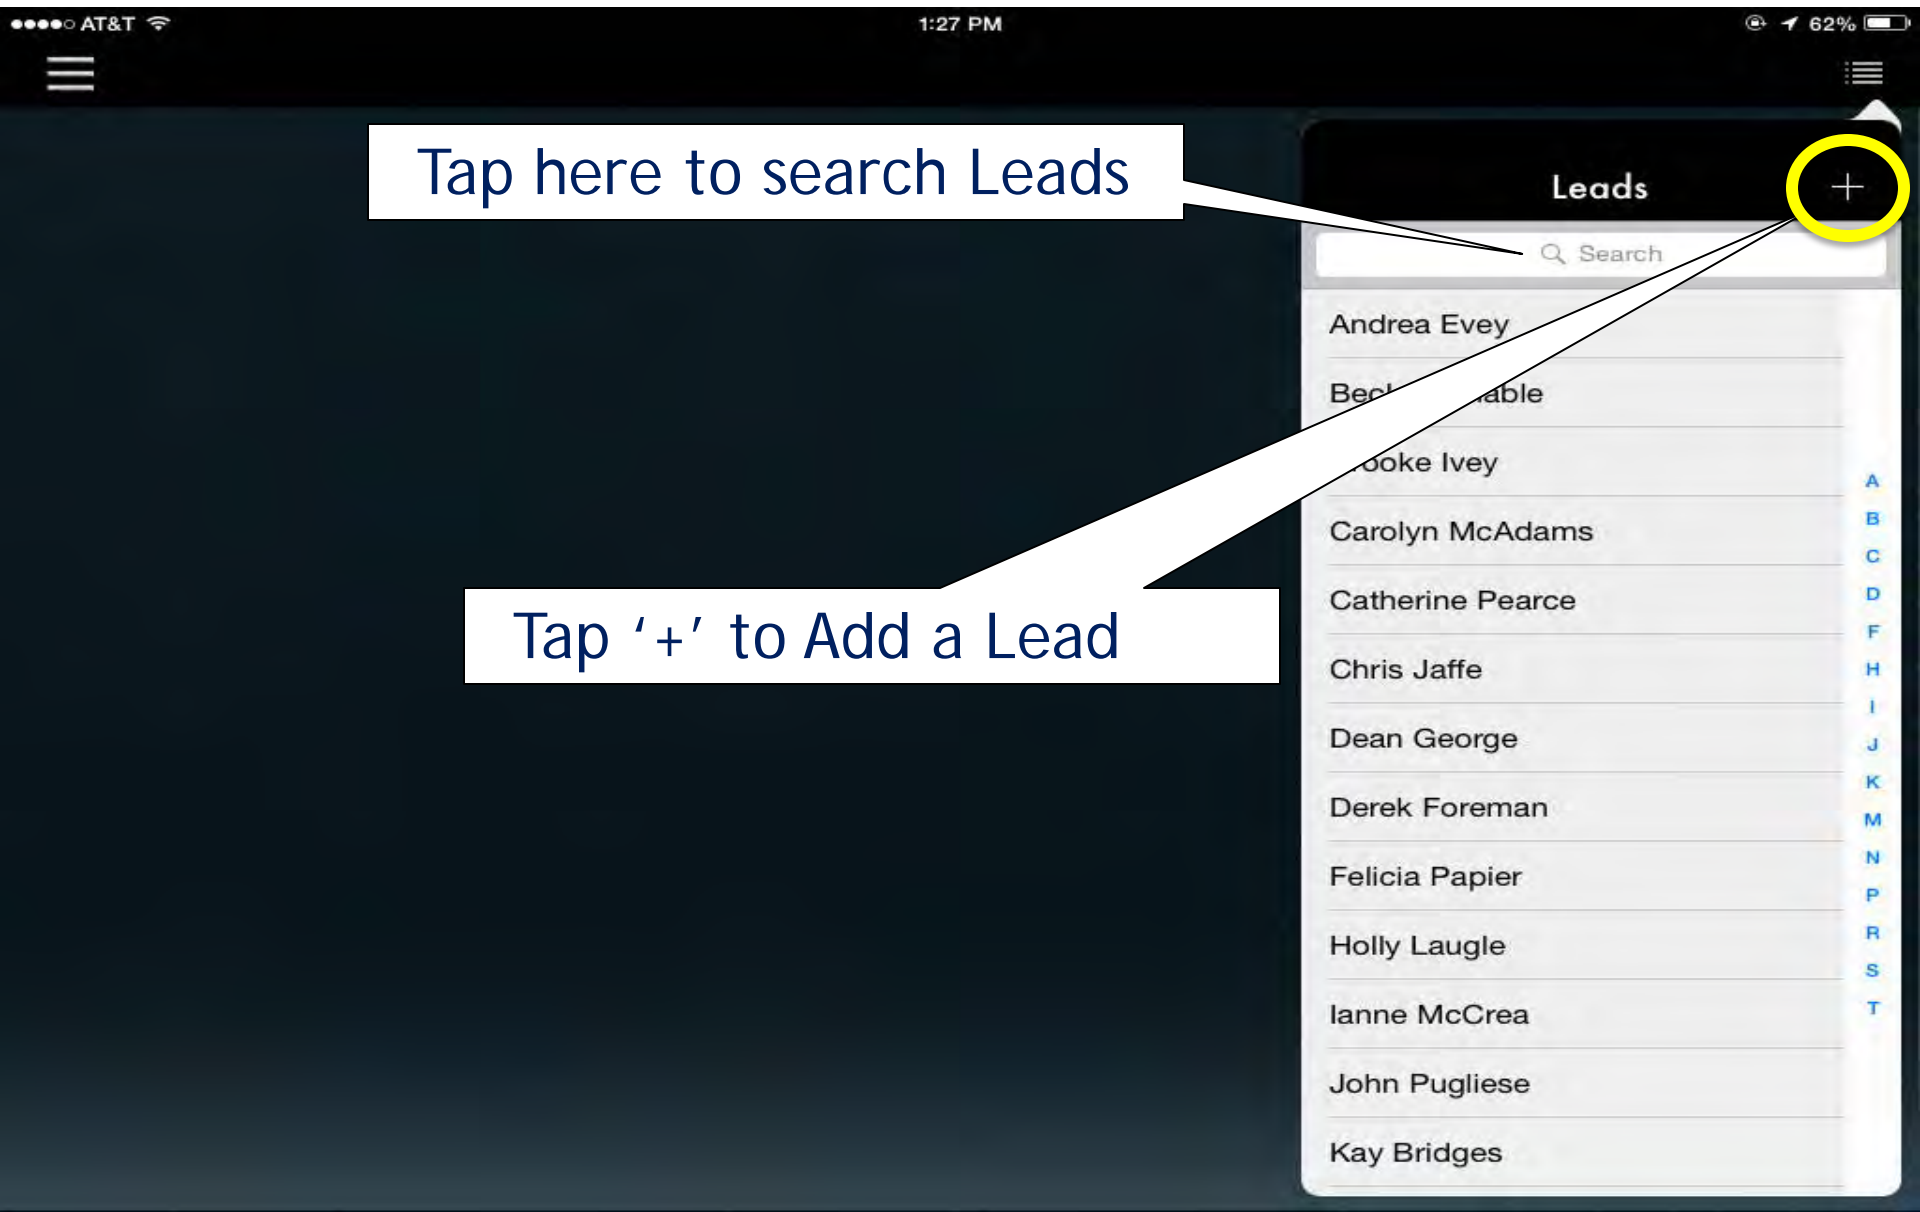 AT&T 1:27 PM 62%
Tap here to search Leads
Leads +
Search
Andrea Evey
Ivey
Carolyn McAdams
Catherine Pearce
Chris Jaffe
Dean George
Derek Foreman
Felicia Papier
Holly Laugle
Ianne McCrea
John Pugliese
Kay Bridges
A
B
C
D
F
H
I
J
K
M
N
P
R
S
T
Tap ‘+’ to Add a Lead